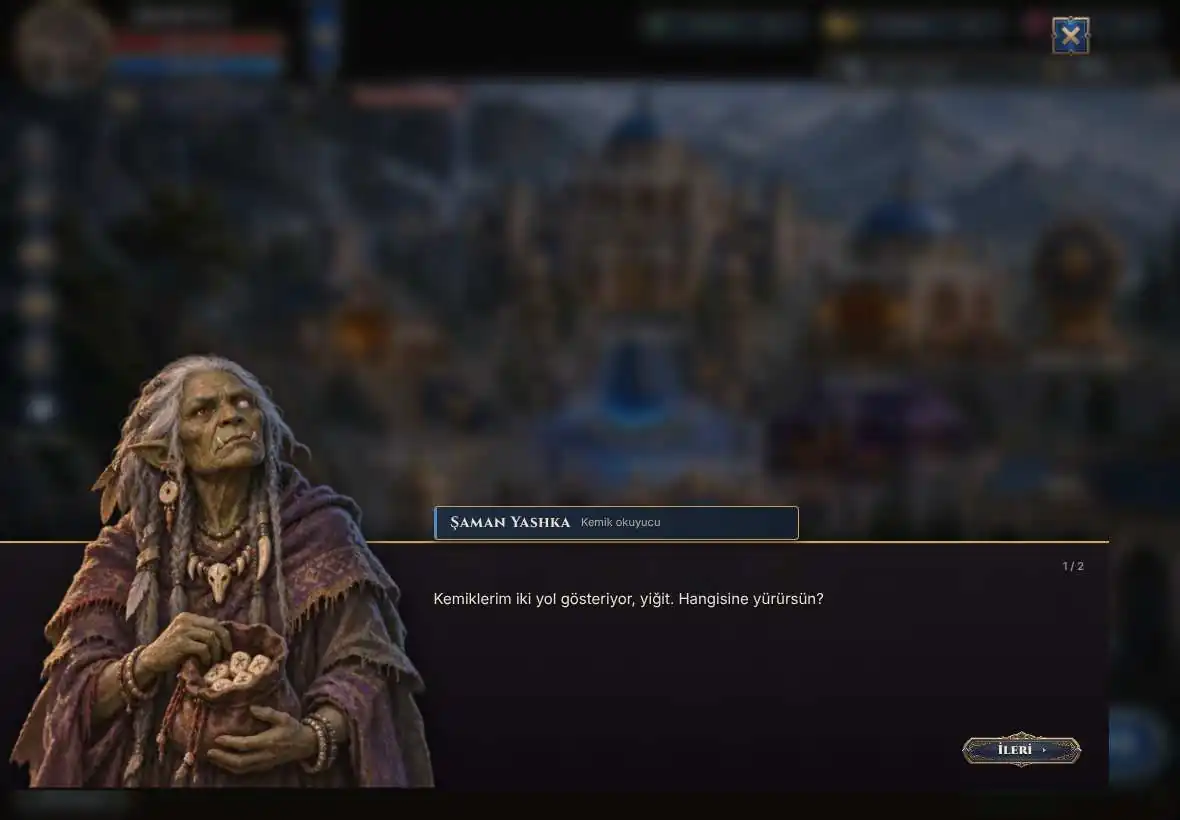 ŞAMAN YASHKA Kemik okuyucu
1 / 2
Kemiklerim iki yol gösteriyor, yiğit. Hangisine yürürsün?
İLERİ ›